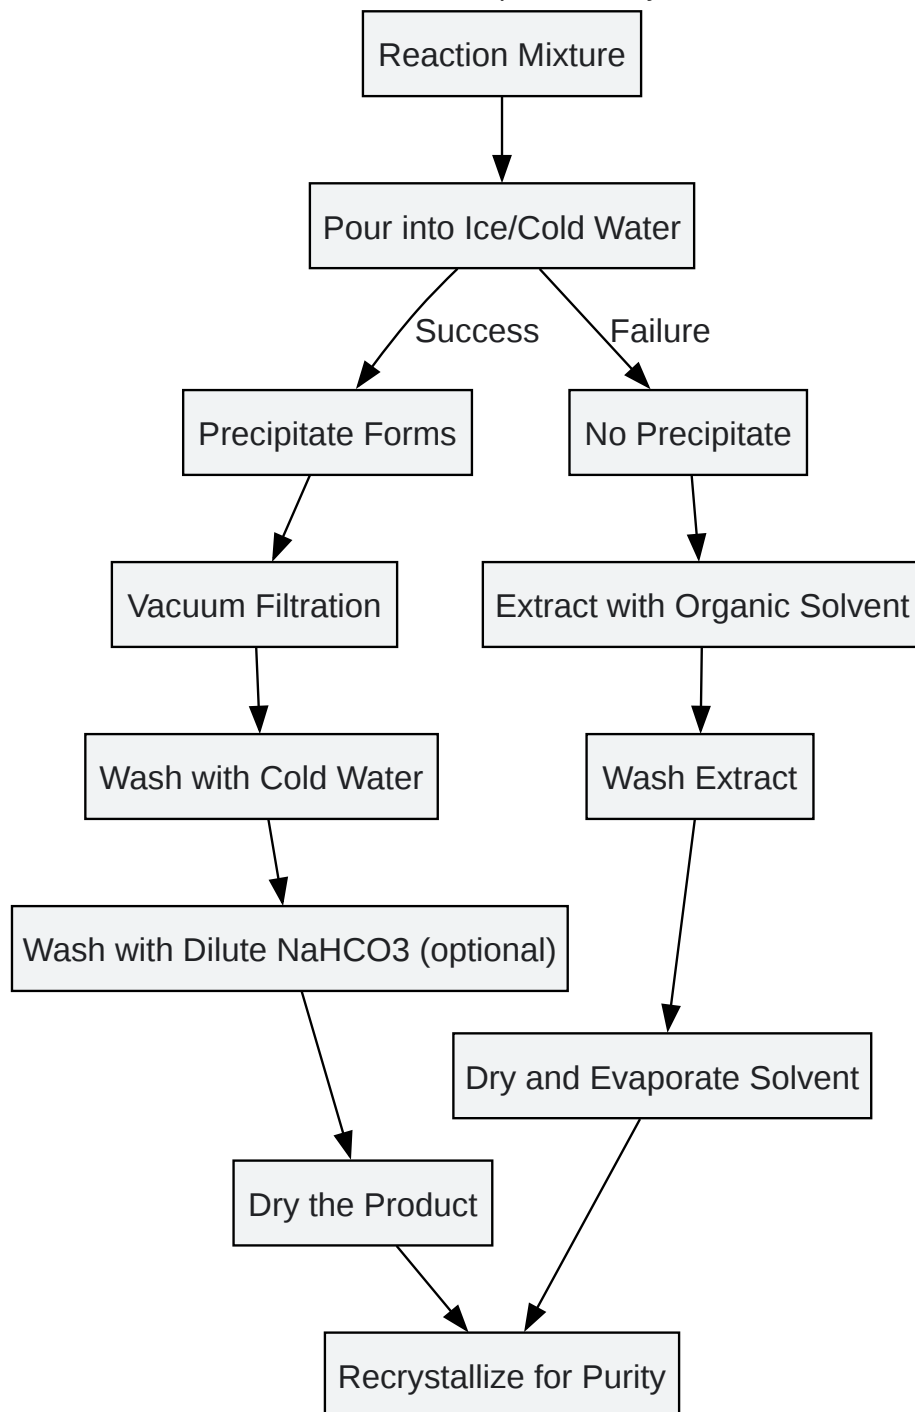 Reaction Mixture
Pour into Ice/Cold Water
Success
Failure
Precipitate Forms
No Precipitate
Vacuum Filtration
Extract with Organic Solvent
Wash with Cold Water
Wash Extract
Wash with Dilute NaHCO3 (optional)
Dry and Evaporate Solvent
Dry the Product
Recrystallize for Purity